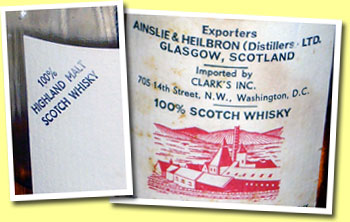 100%
HIGHLAND MALT
SCOTCH WHISKY
Exporters
AINSLIE & HEILBRON (Distillers) LTD.
GLASGOW, SCOTLAND
Imported by
CLARK'S INC.
705 14th Street, N.W., Washington, D.C.
100% SCOTCH WHISKY